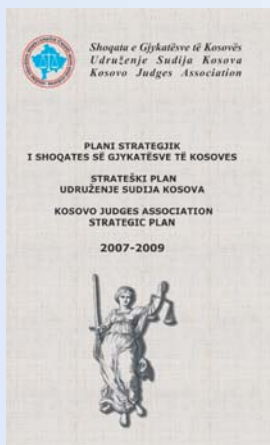 Shoqata e Gjykatësve të Kosovës
Udruženje Sudija Kosova
Kosovo Judges Association
PLANI STRATEGJIK
I SHOQATES SË GJYKATËSVE TË KOSOVES
STRATEŠKI PLAN
UDRUŽENJE SUDIJA KOSOVA
KOSOVO JUDGES ASSOCIATION
STRATEGIC PLAN
2007-2009